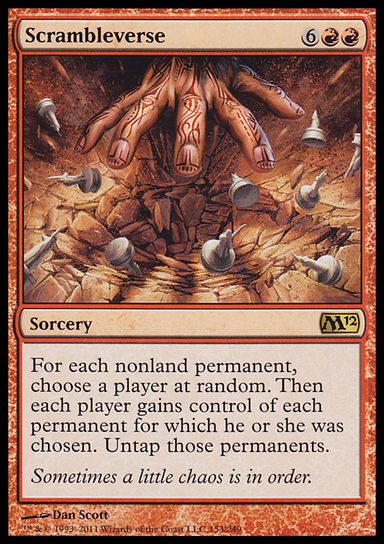 Scrambleverse 6
Sorcery M12
For each nonland permanent,
choose a player at random. Then
each player gains control of each
permanent for which he or she was
chosen. Untap those permanents.
Sometimes a little chaos is in order.
Dan Scott
™ & © 1993–2011 Wizards of the Coast LLC 153/249